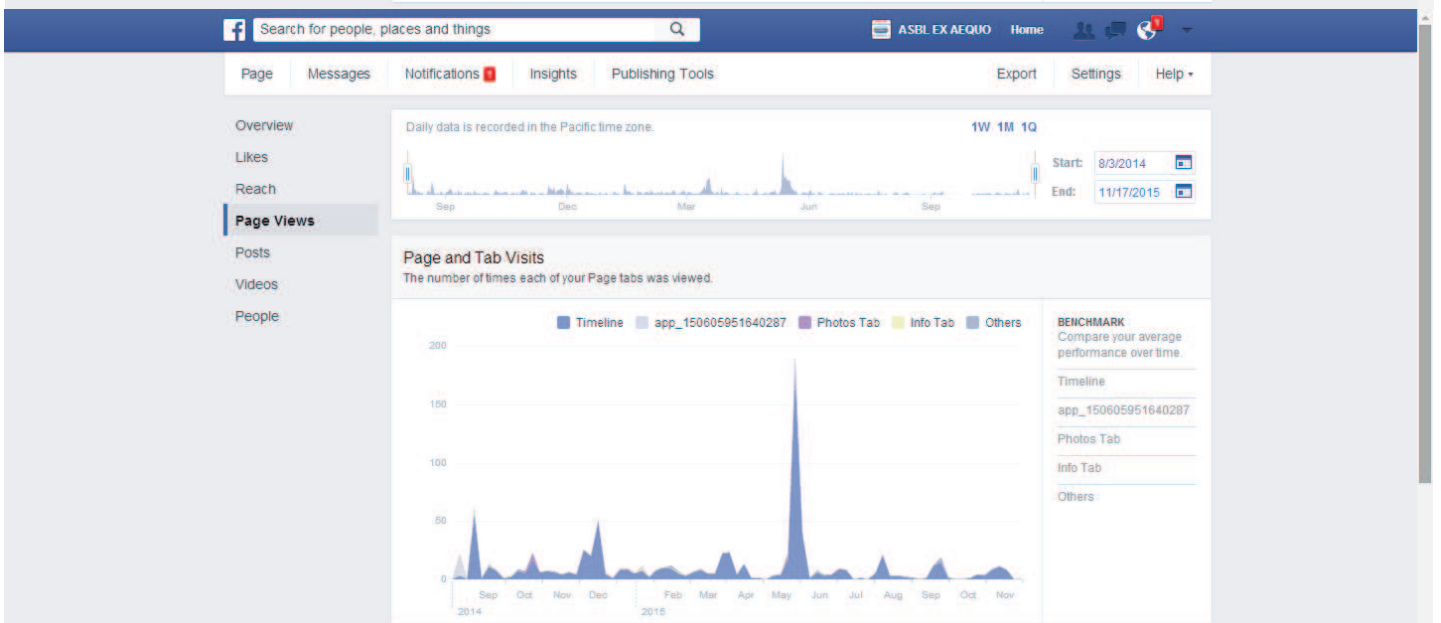 f Search for people, places and things ASBL EX AEQUO Home 1
Page Messages Notifications 1 Insights Publishing Tools Export Settings Help
Overview
Likes
Reach
Page Views
Posts
Videos
People
Daily data is recorded in the Pacific time zone. 1W 1M 1Q
Sep Dec Mar Jun Sep
Start: 8/3/2014
End: 11/17/2015
Page and Tab Visits
The number of times each of your Page tabs was viewed.
Timeline app_150605951640287 Photos Tab Info Tab Others
200
150
100
50
0
Sep Oct Nov Dec Feb Mar Apr May Jun Jul Aug Sep Oct Nov
2014 2015
BENCHMARK
Compare your average
performance over time.
Timeline
app_150605951640287
Photos Tab
Info Tab
Others